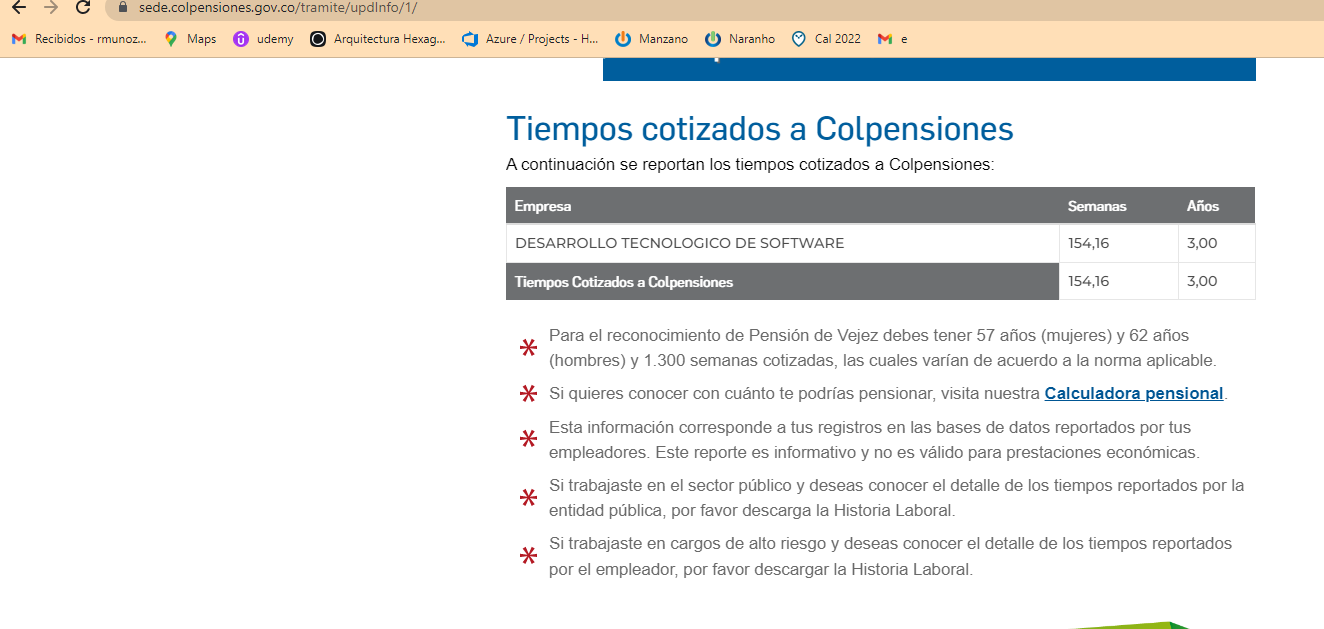 sede.colpensiones.gov.co/tramite/updInfo/1/
Recibidos - rmunoz... Maps udemy Arquitectura Hexag... Azure / Projects - H... Manzano Naranho Cal 2022 e
Tiempos cotizados a Colpensiones
A continuación se reportan los tiempos cotizados a Colpensiones:
Empresa Semanas Años
DESARROLLO TECNOLOGICO DE SOFTWARE 154,16 3,00
Tiempos Cotizados a Colpensiones 154,16 3,00
Para el reconocimiento de Pensión de Vejez debes tener 57 años (mujeres) y 62 años
(hombres) y 1.300 semanas cotizadas, las cuales varían de acuerdo a la norma aplicable.
Si quieres conocer con cuánto te podrías pensionar, visita nuestra Calculadora pensional.
Esta información corresponde a tus registros en las bases de datos reportados por tus
empleadores. Este reporte es informativo y no es válido para prestaciones económicas.
Si trabajaste en el sector público y deseas conocer el detalle de los tiempos reportados por la
entidad pública, por favor descarga la Historia Laboral.
Si trabajaste en cargos de alto riesgo y deseas conocer el detalle de los tiempos reportados
por el empleador, por favor descargar la Historia Laboral.